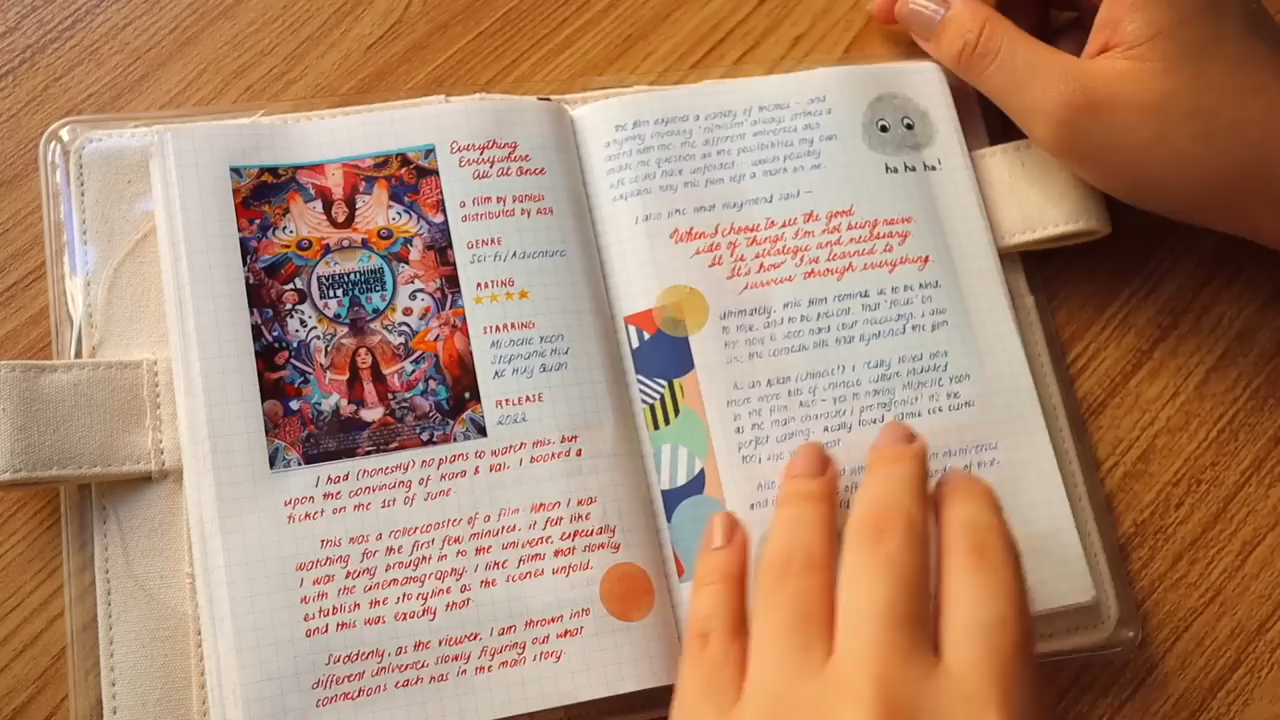 EVERYTHING
EVERYWHERE
ALL AT ONCE
Everything
Everywhere
All At Once
a film by Daniels
distributed by A24
GENRE
Sci-Fi / Adventure
RATING
STARRING
Michelle Yeoh
Stephanie Hsu
Ke Huy Quan
RELEASE
2022
I had (honestly) no plans to watch this, but
upon the convincing of Kara & Val, I booked a
ticket on the 1st of June.
This was a rollercoaster of a film. When I was
watching for the first few minutes, it felt like
I was being brought in to the universe, especially
with the cinematography. I like films that slowly
establish the storyline as the scenes unfold,
and this was exactly that.
Suddenly, as the viewer, I am thrown into
different universes, slowly figuring out what
connections each has in the main story.
The film explored a variety of themes - and
anything involving 'nihilism' always strikes a
chord with me. The different universes also
made me question all the possibilities my own
life could have unfolded - which possibly
explains why this film left a mark on me.
ha ha ha!
I also like what Waymond said -
When I choose to see the good
side of things, I'm not being naive.
It is strategic and necessary.
It's how I've learned to
survive through everything.
Ultimately, this film reminds us to be kind,
to love, and to be present. That 'focus' on
the now is sooo hard (but necessary). I also
like the comedic bits that lightened the film.
As an Asian (Chinese!) I really loved how
there were bits of Chinese culture included
in the film. Also - yes to having Michelle Yeoh
as the main character / protagonist! It's the
perfect casting. Really loved Jamie Lee Curtis
too! She
Also,
multiverses
and
of the